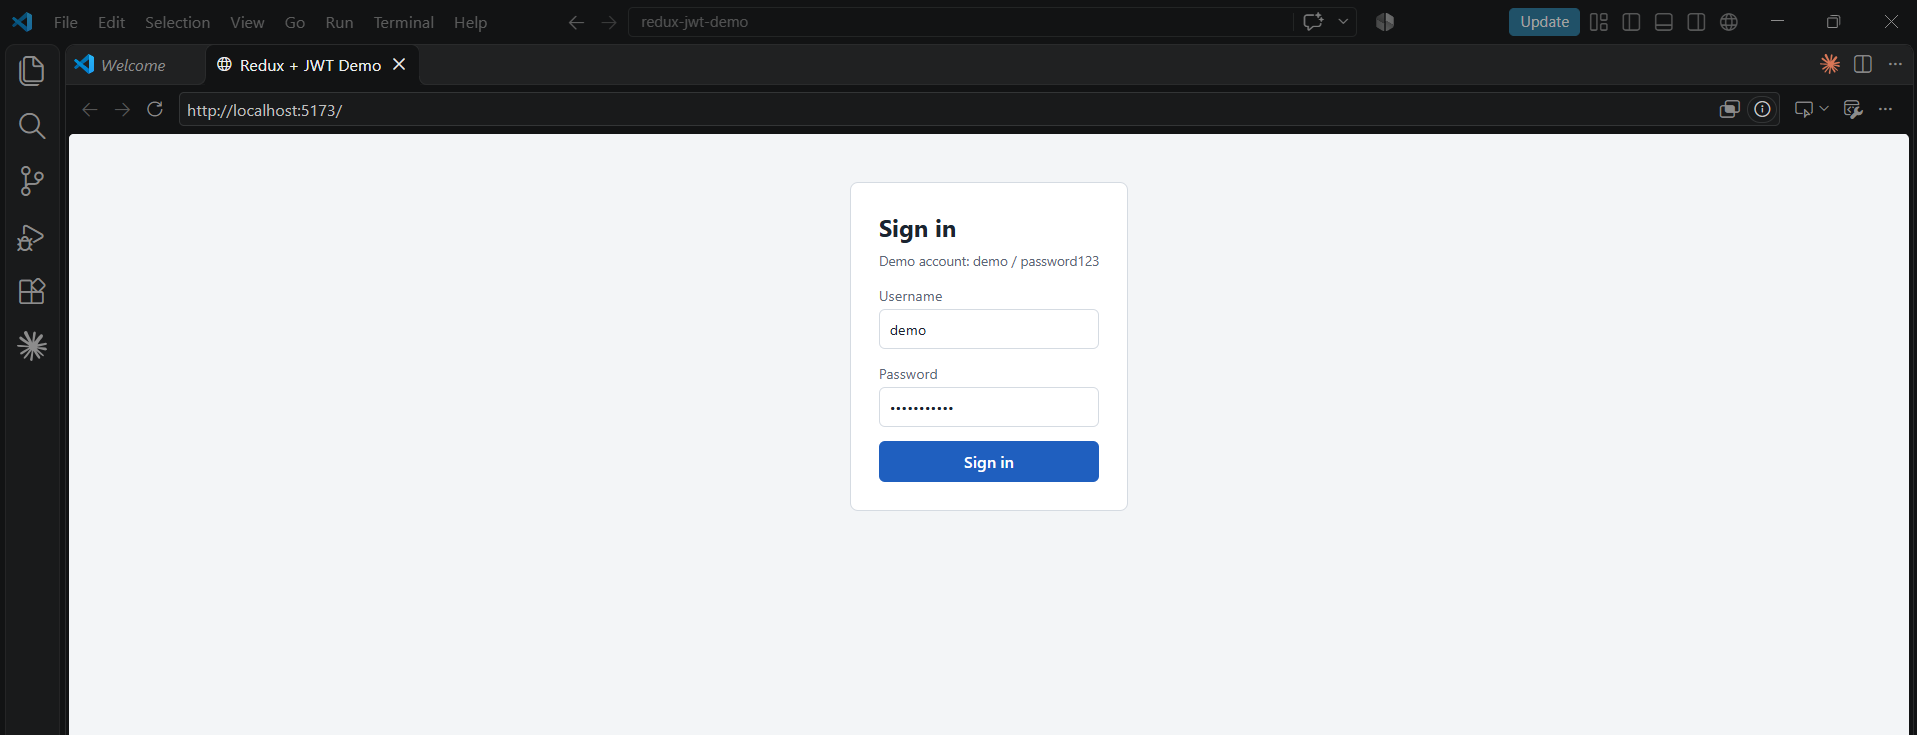 File Edit Selection View Go Run Terminal Help redux-jwt-demo Update
Welcome Redux + JWT Demo
http://localhost:5173/
Sign in
Demo account: demo / password123
Username
demo
Password
•••••••••••
Sign in